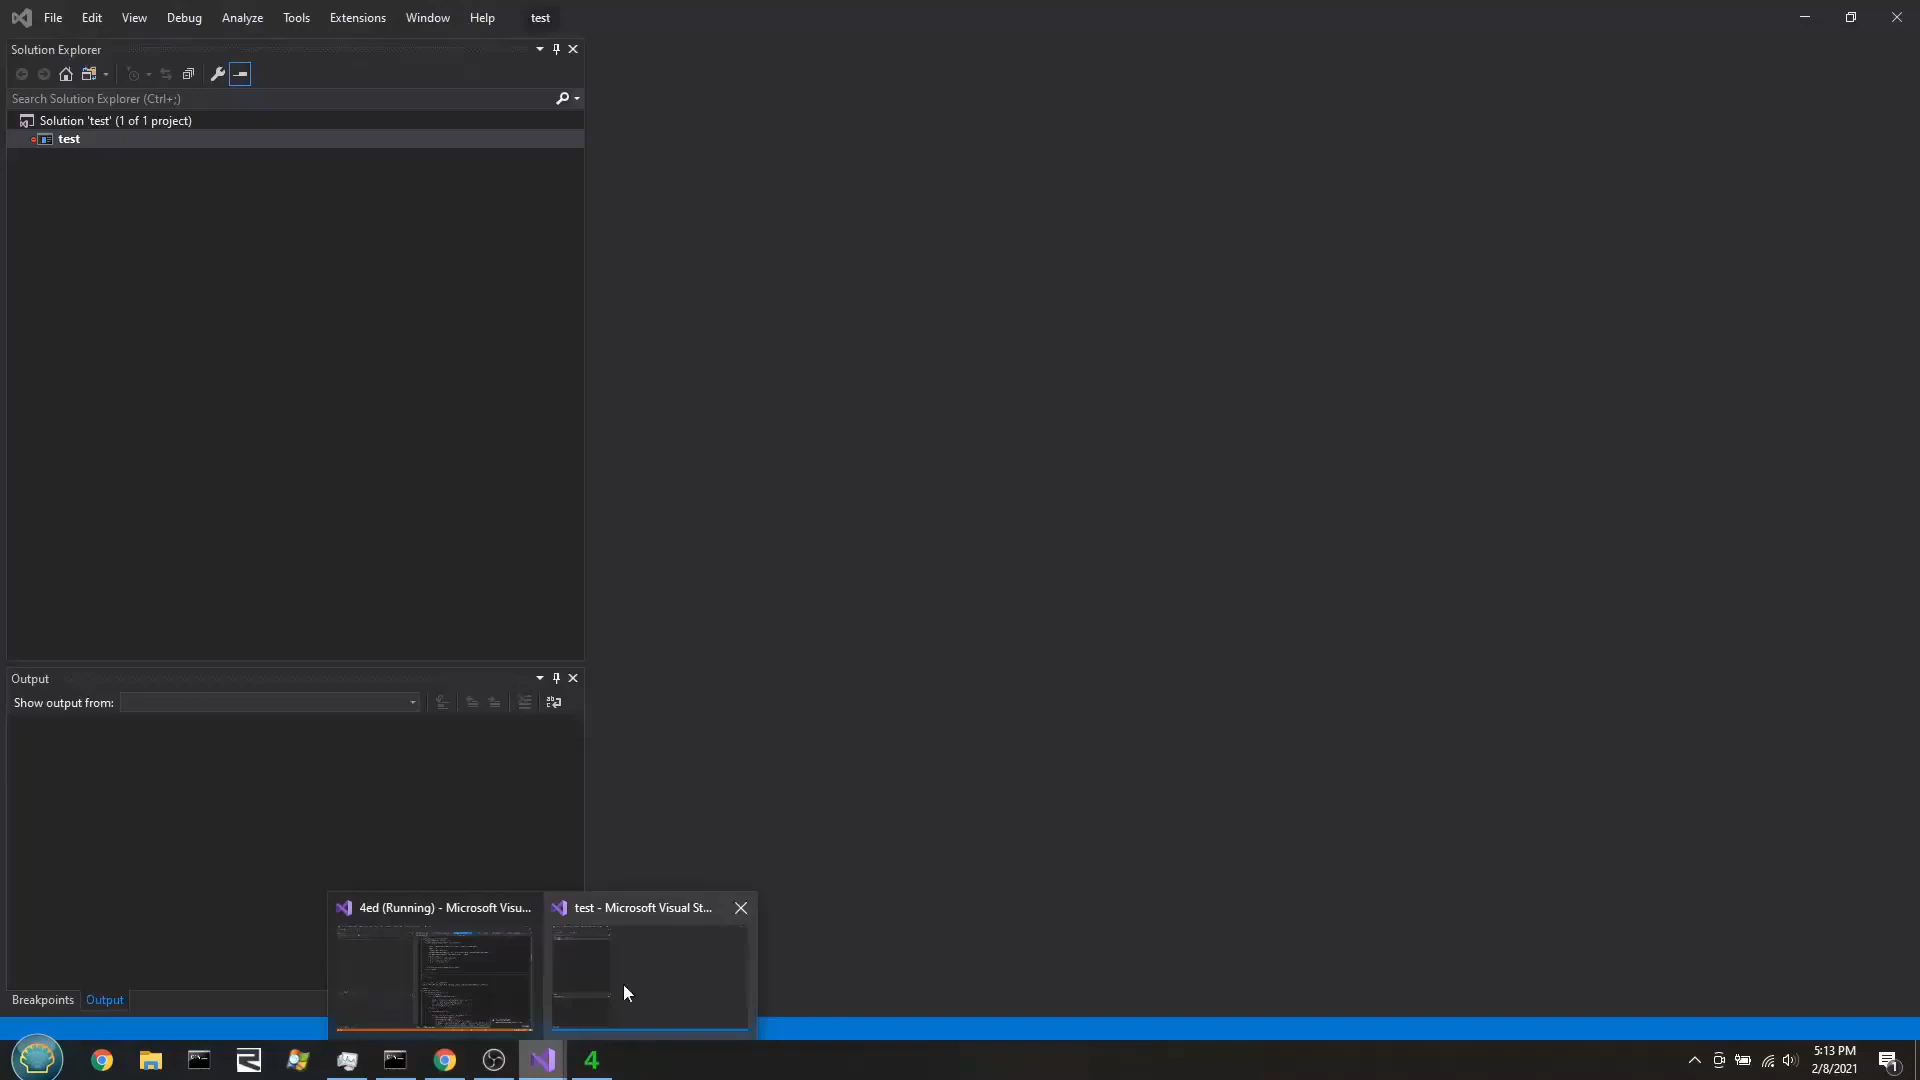 File Edit View Debug Analyze Tools Extensions Window Help test
Solution Explorer
Search Solution Explorer (Ctrl+;)
Solution 'test' (1 of 1 project)
test
Output
Show output from:
4ed (Running) - Microsoft Visu...
test - Microsoft Visual St...
Breakpoints Output
4
5:13 PM
2/8/2021
1